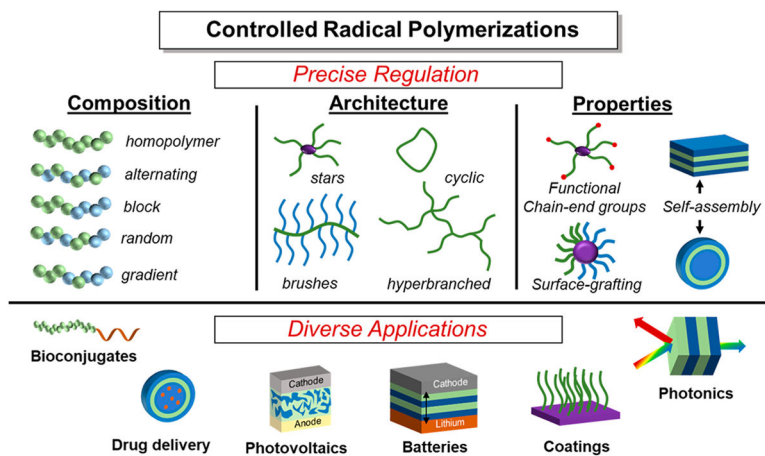 Controlled Radical Polymerizations
Precise Regulation
Composition
homopolymer
alternating
block
random
gradient
Architecture
stars
cyclic
brushes
hyperbranched
Properties
Functional
Chain-end groups
Self-assembly
Surface-grafting
Diverse Applications
Bioconjugates
Drug delivery
Cathode
Anode
Photovoltaics
Cathode
Lithium
Batteries
Coatings
Photonics